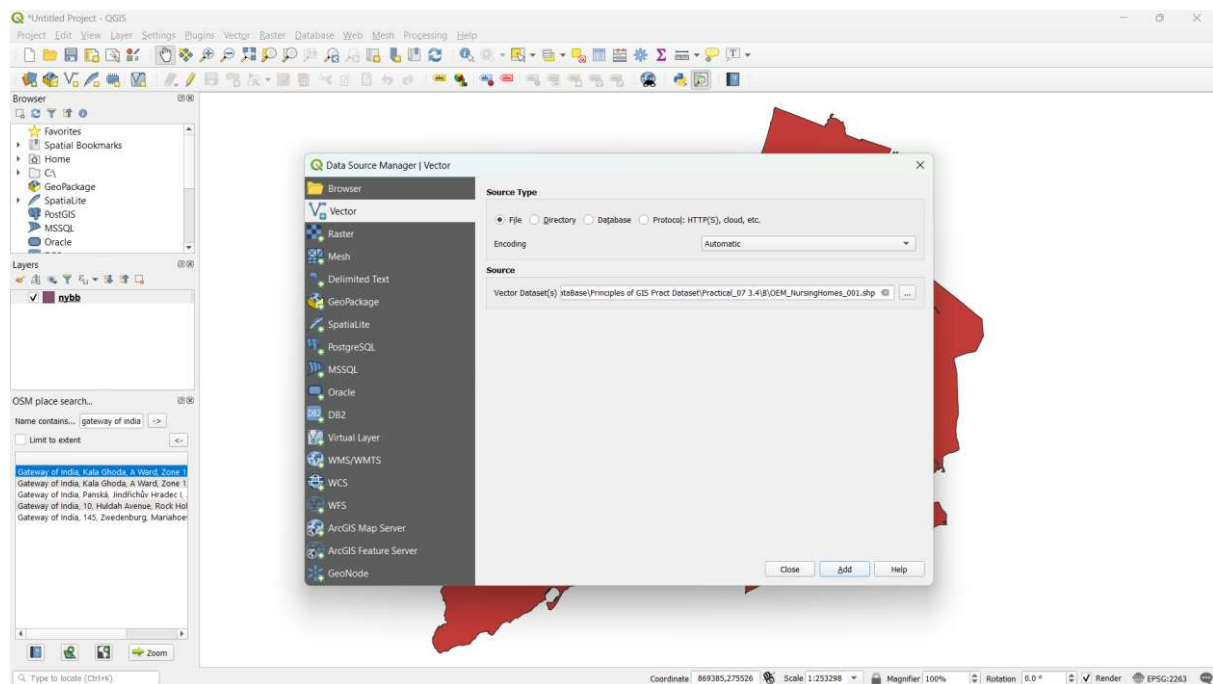 *Untitled Project - QGIS
Project Edit View Layer Settings Plugins Vector Raster Database Web Mesh Processing Help
Browser
Favorites
Spatial Bookmarks
Home
C:\
GeoPackage
SpatiaLite
PostGIS
MSSQL
Oracle
Layers
nybb
OSM place search...
Name contains... gateway of india ->
Limit to extent <-
Gateway of India, Kala Ghoda, A Ward, Zone 1
Gateway of India, Kala Ghoda, A Ward, Zone 1,
Gateway of India, Panská, Jindřichův Hradec I,
Gateway of India, 10, Huldah Avenue, Rock Hol
Gateway of India, 145, Zwedenburg, Mariahoe
Zoom
Data Source Manager | Vector
Browser
Vector
Raster
Mesh
Delimited Text
GeoPackage
SpatiaLite
PostgreSQL
MSSQL
Oracle
DB2
Virtual Layer
WMS/WMTS
WCS
WFS
ArcGIS Map Server
ArcGIS Feature Server
GeoNode
Source Type
File Directory Database Protocol: HTTP(S), cloud, etc.
Encoding Automatic
Source
Vector Dataset(s) itaBase\Principles of GIS Pract Dataset\Practical_07 3.4\8\OEM_NursingHomes_001.shp ...
Close Add Help
Type to locate (Ctrl+K) Coordinate 869385,275526 Scale 1:253298 Magnifier 100% Rotation 0.0 ° Render EPSG:2263